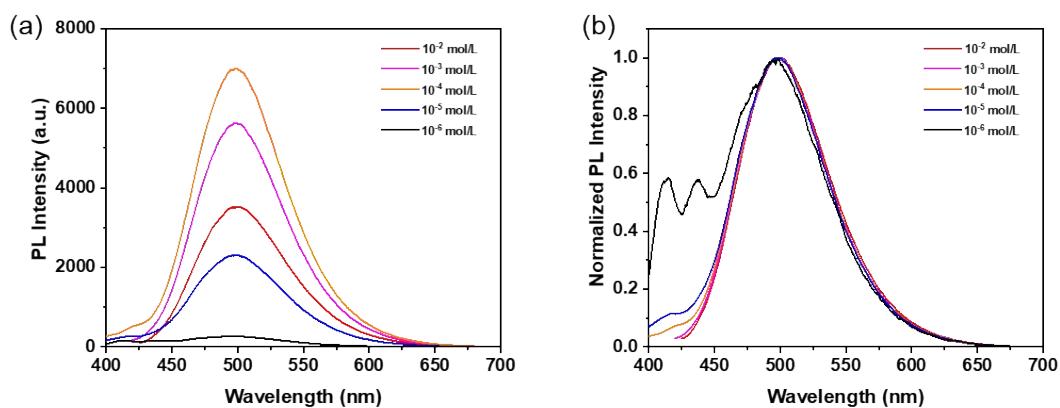 (a)
8000
6000
4000
2000
0
PL Intensity (a.u.)
10⁻² mol/L
10⁻³ mol/L
10⁻⁴ mol/L
10⁻⁵ mol/L
10⁻⁶ mol/L
400 450 500 550 600 650 700
Wavelength (nm)
(b)
1.0
0.8
0.6
0.4
0.2
0.0
Normalized PL Intensity
10⁻² mol/L
10⁻³ mol/L
10⁻⁴ mol/L
10⁻⁵ mol/L
10⁻⁶ mol/L
400 450 500 550 600 650 700
Wavelength (nm)